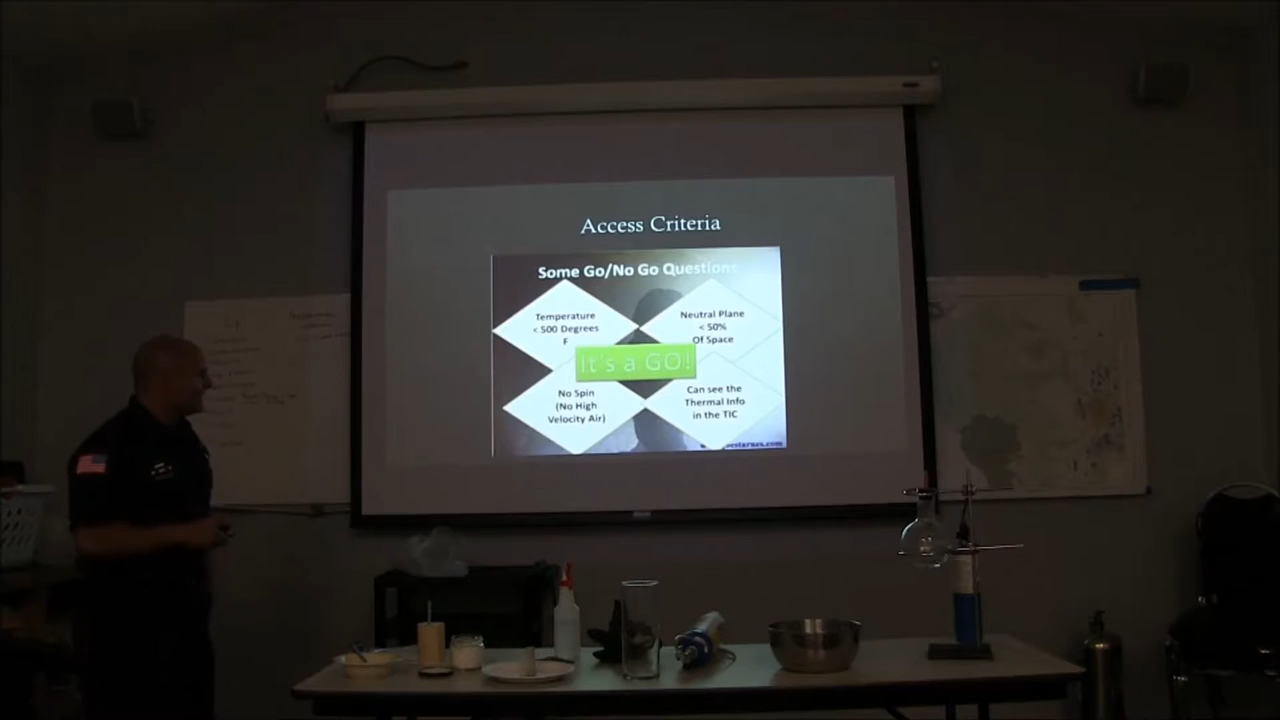 Access Criteria
Some Go/No Go Questions
Temperature
< 500 Degrees
F
Neutral Plane
< 50%
Of Space
It's a GO!
No Spin
(No High
Velocity Air)
Can see the
Thermal Info
in the TIC